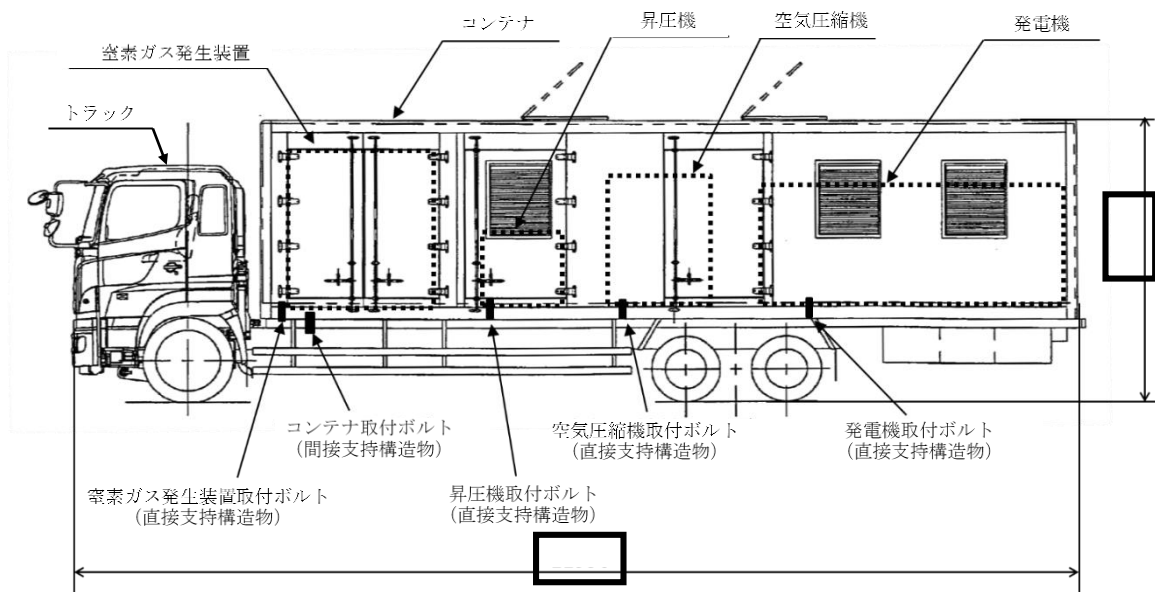 コンテナ
昇圧機
空気圧縮機
発電機
窒素ガス発生装置
トラック
コンテナ取付ボルト
(間接支持構造物)
空気圧縮機取付ボルト
(直接支持構造物)
発電機取付ボルト
(直接支持構造物)
窒素ガス発生装置取付ボルト
(直接支持構造物)
昇圧機取付ボルト
(直接支持構造物)